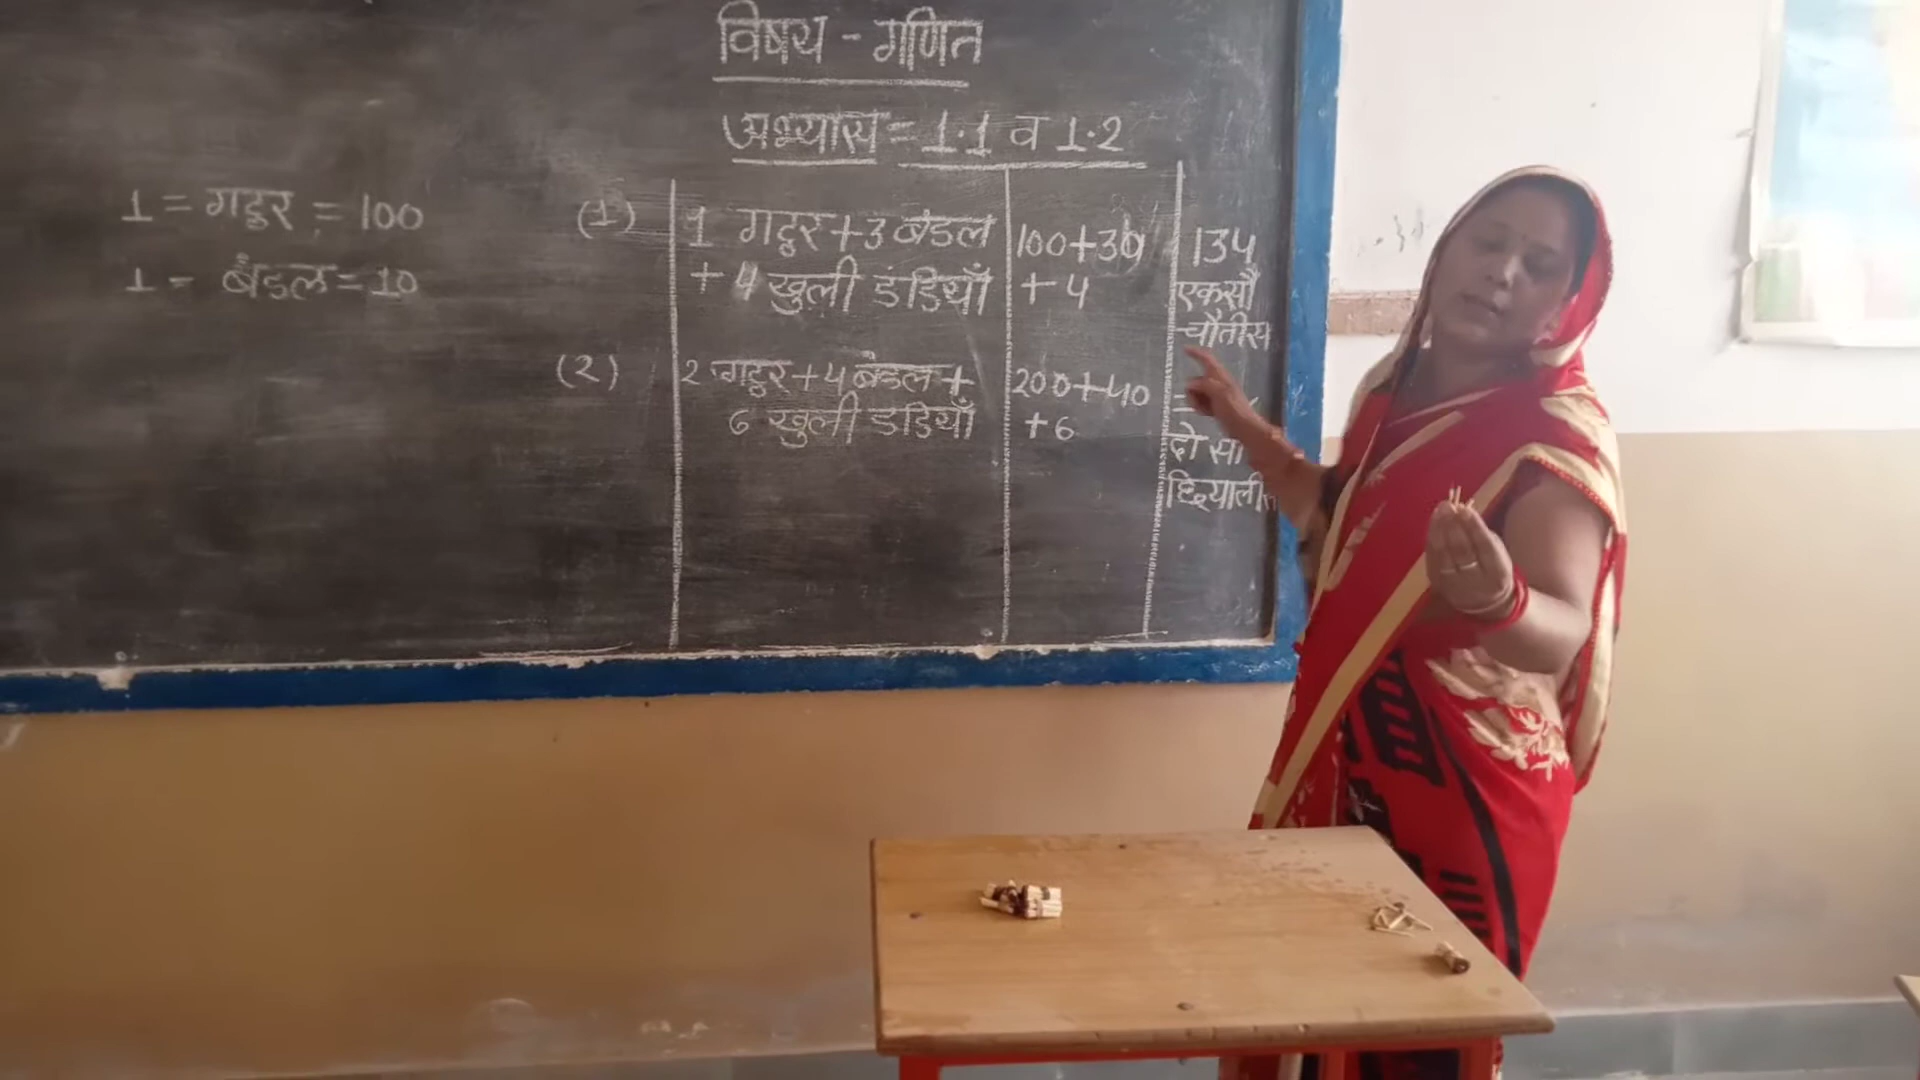 विषय - गणित
अभ्यास = 1.1 व 1.2
1 = गट्ठर = 100
1 - बंडल = 10
(1) 1 गट्ठर + 3 बंडल 100+30 134
+ 4 खुली डंडियाँ + 4 एकसौ
चौतीस
(2) 2 गट्ठर + 4 बंडल + 200+40
6 खुली डडियाँ + 6 दो